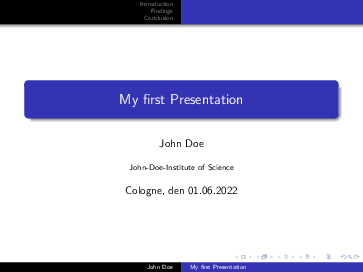 Introduction
Findings
Conclusion
My first Presentation
John Doe
John-Doe-Institute of Science
Cologne, den 01.06.2022
John Doe
My first Presentation